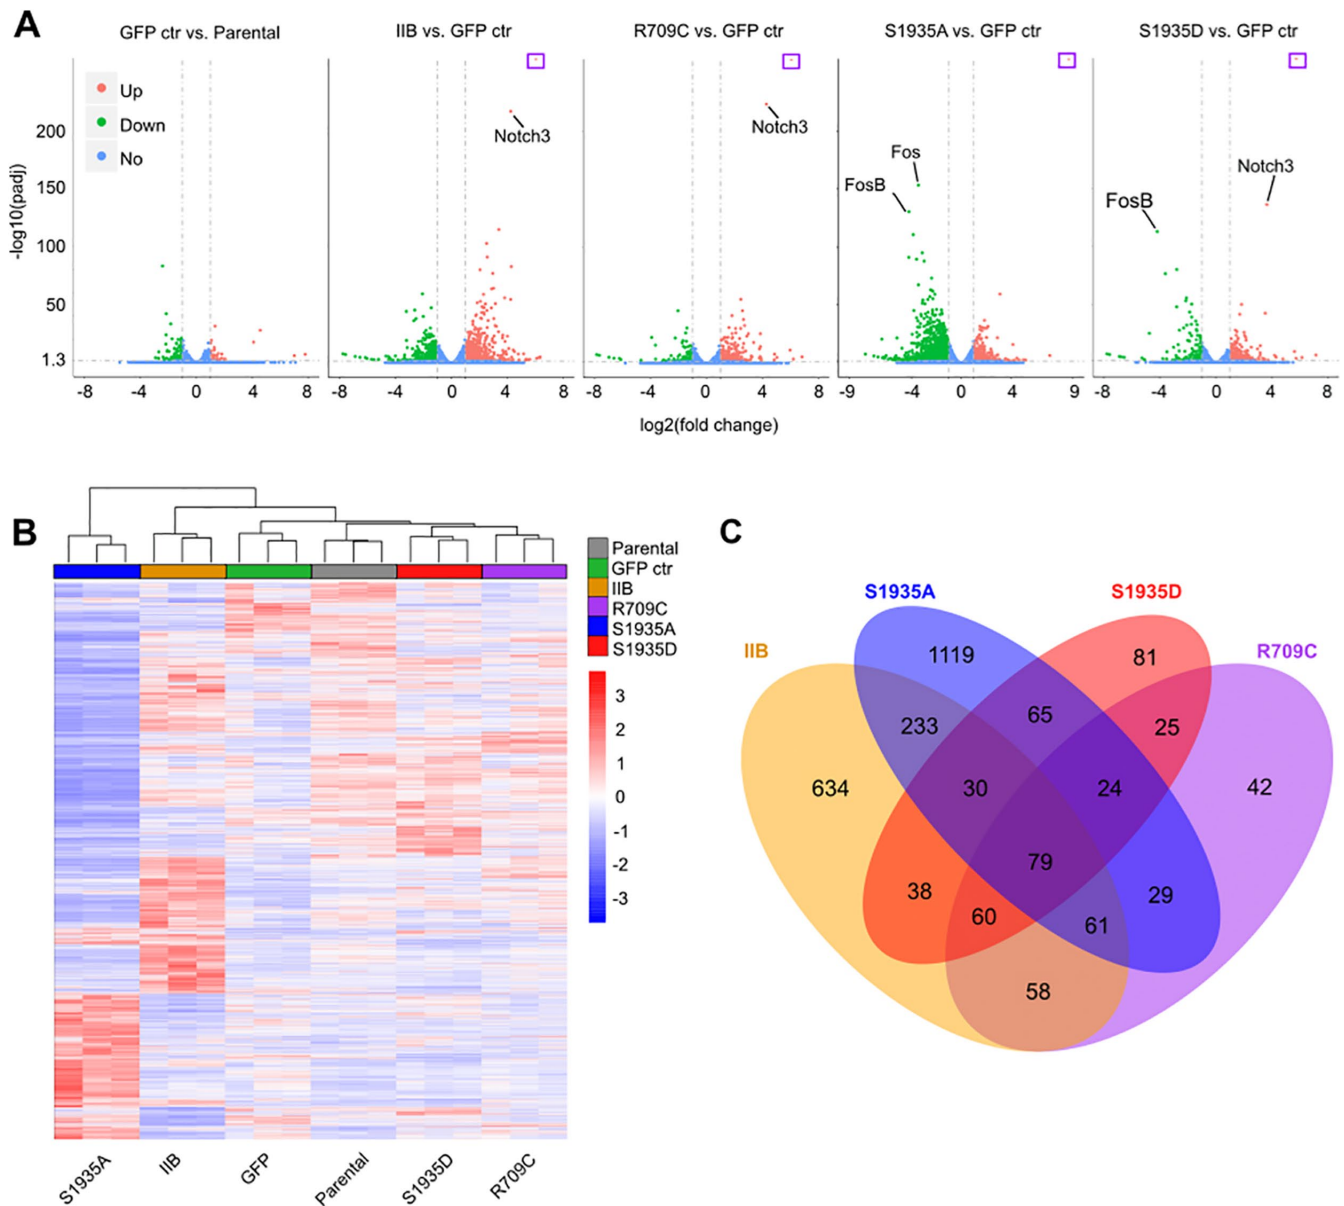 A
GFP ctr vs. Parental
IIB vs. GFP ctr
R709C vs. GFP ctr
S1935A vs. GFP ctr
S1935D vs. GFP ctr
Up
Down
No
Notch3
Notch3
Fos
FosB
Notch3
FosB
-log10(padj)
200
150
100
50
1.3
-8 -4 0 4 8
-8 -4 0 4 8
-8 -4 0 4 8
-9 -4 0 4 9
-8 -4 0 4 8
log2(fold change)
B
Parental
GFP ctr
IIB
R709C
S1935A
S1935D
3
2
1
0
-1
-2
-3
S1935A
IIB
GFP
Parental
S1935D
R709C
C
S1935A
S1935D
IIB
R709C
1119
81
233
65
25
634
30
24
42
79
38
60
61
29
58